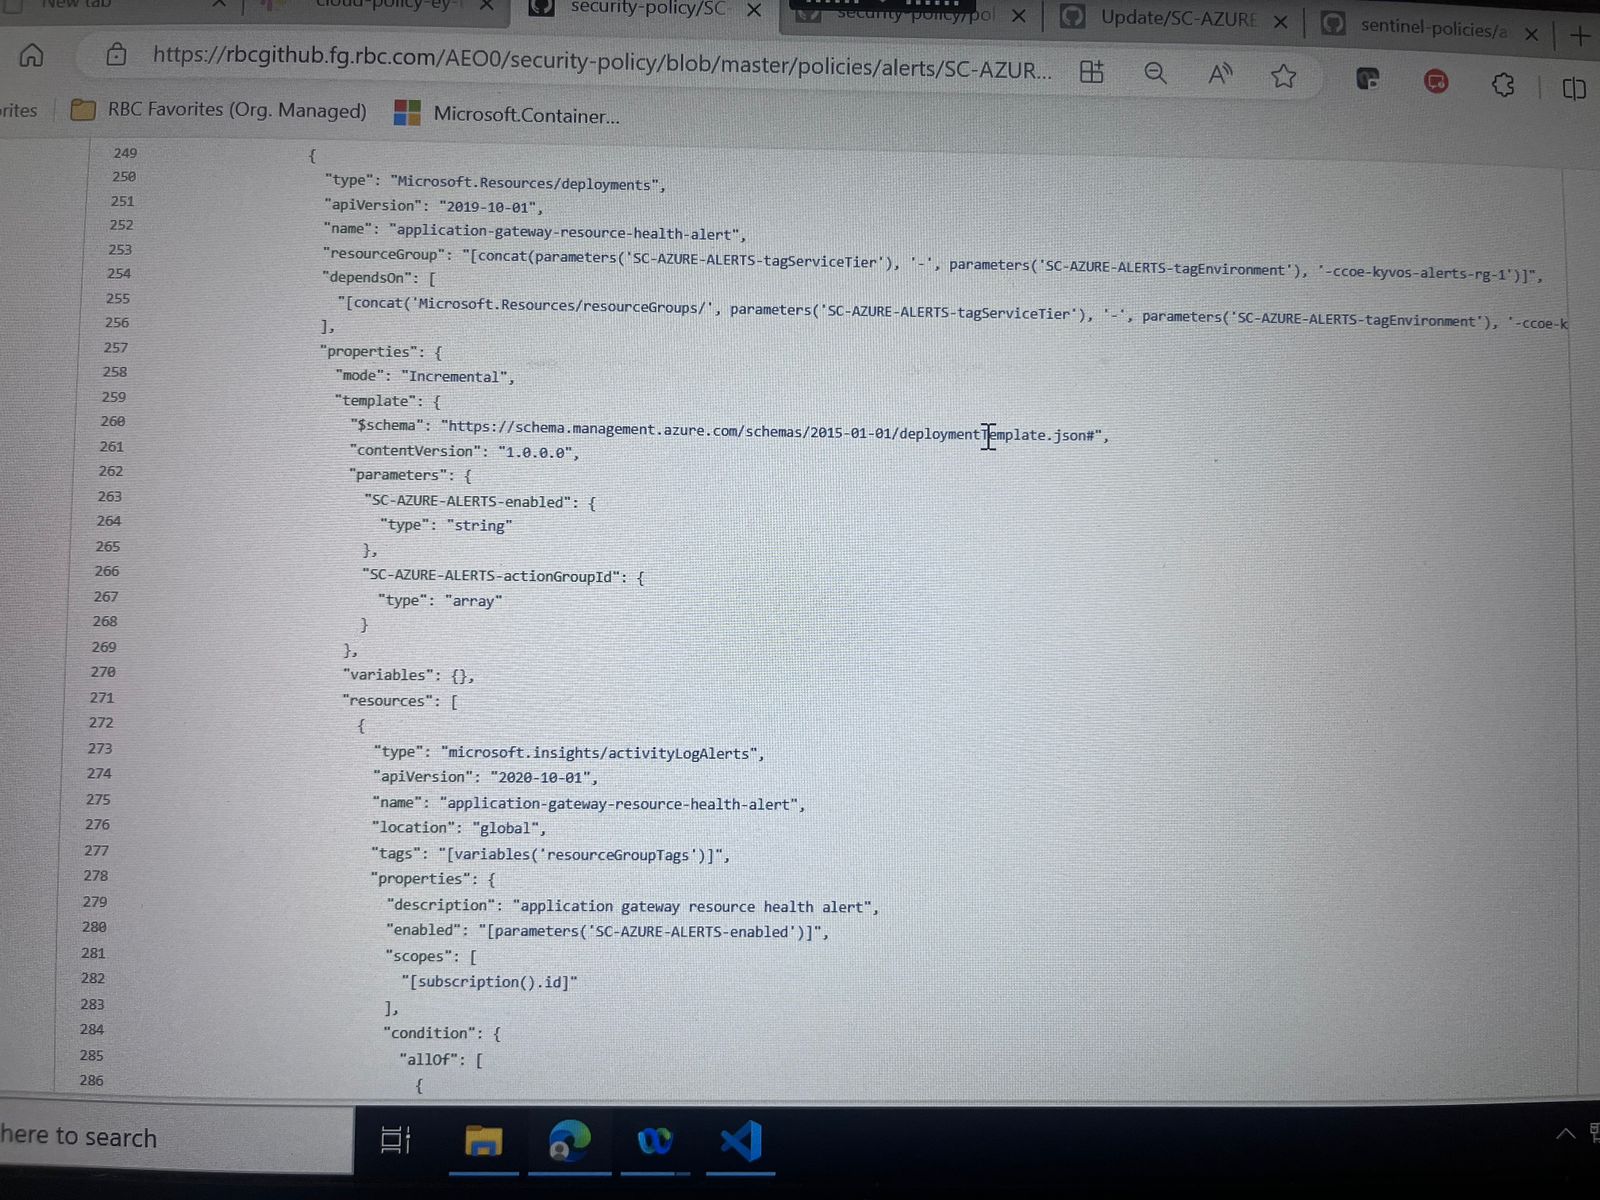 New tab
cloud-policy-ey-
security-policy/SC-
security-policy/pol
Update/SC-AZURE
sentinel-policies/a
https://rbcgithub.fg.rbc.com/AEO0/security-policy/blob/master/policies/alerts/SC-AZUR...
rites
RBC Favorites (Org. Managed)
Microsoft.Container...
249 {
250 "type": "Microsoft.Resources/deployments",
251 "apiVersion": "2019-10-01",
252 "name": "application-gateway-resource-health-alert",
253 "resourceGroup": "[concat(parameters('SC-AZURE-ALERTS-tagServiceTier'), '-', parameters('SC-AZURE-ALERTS-tagEnvironment'), '-ccoe-kyvos-alerts-rg-1')]",
254 "dependsOn": [
255 "[concat('Microsoft.Resources/resourceGroups/', parameters('SC-AZURE-ALERTS-tagServiceTier'), '-', parameters('SC-AZURE-ALERTS-tagEnvironment'), '-ccoe-k
256 ],
257 "properties": {
258 "mode": "Incremental",
259 "template": {
260 "$schema": "https://schema.management.azure.com/schemas/2015-01-01/deploymentTemplate.json#",
261 "contentVersion": "1.0.0.0",
262 "parameters": {
263 "SC-AZURE-ALERTS-enabled": {
264 "type": "string"
265 },
266 "SC-AZURE-ALERTS-actionGroupId": {
267 "type": "array"
268 }
269 },
270 "variables": {},
271 "resources": [
272 {
273 "type": "microsoft.insights/activityLogAlerts",
274 "apiVersion": "2020-10-01",
275 "name": "application-gateway-resource-health-alert",
276 "location": "global",
277 "tags": "[variables('resourceGroupTags')]",
278 "properties": {
279 "description": "application gateway resource health alert",
280 "enabled": "[parameters('SC-AZURE-ALERTS-enabled')]",
281 "scopes": [
282 "[subscription().id]"
283 ],
284 "condition": {
285 "allOf": [
286 {
here to search